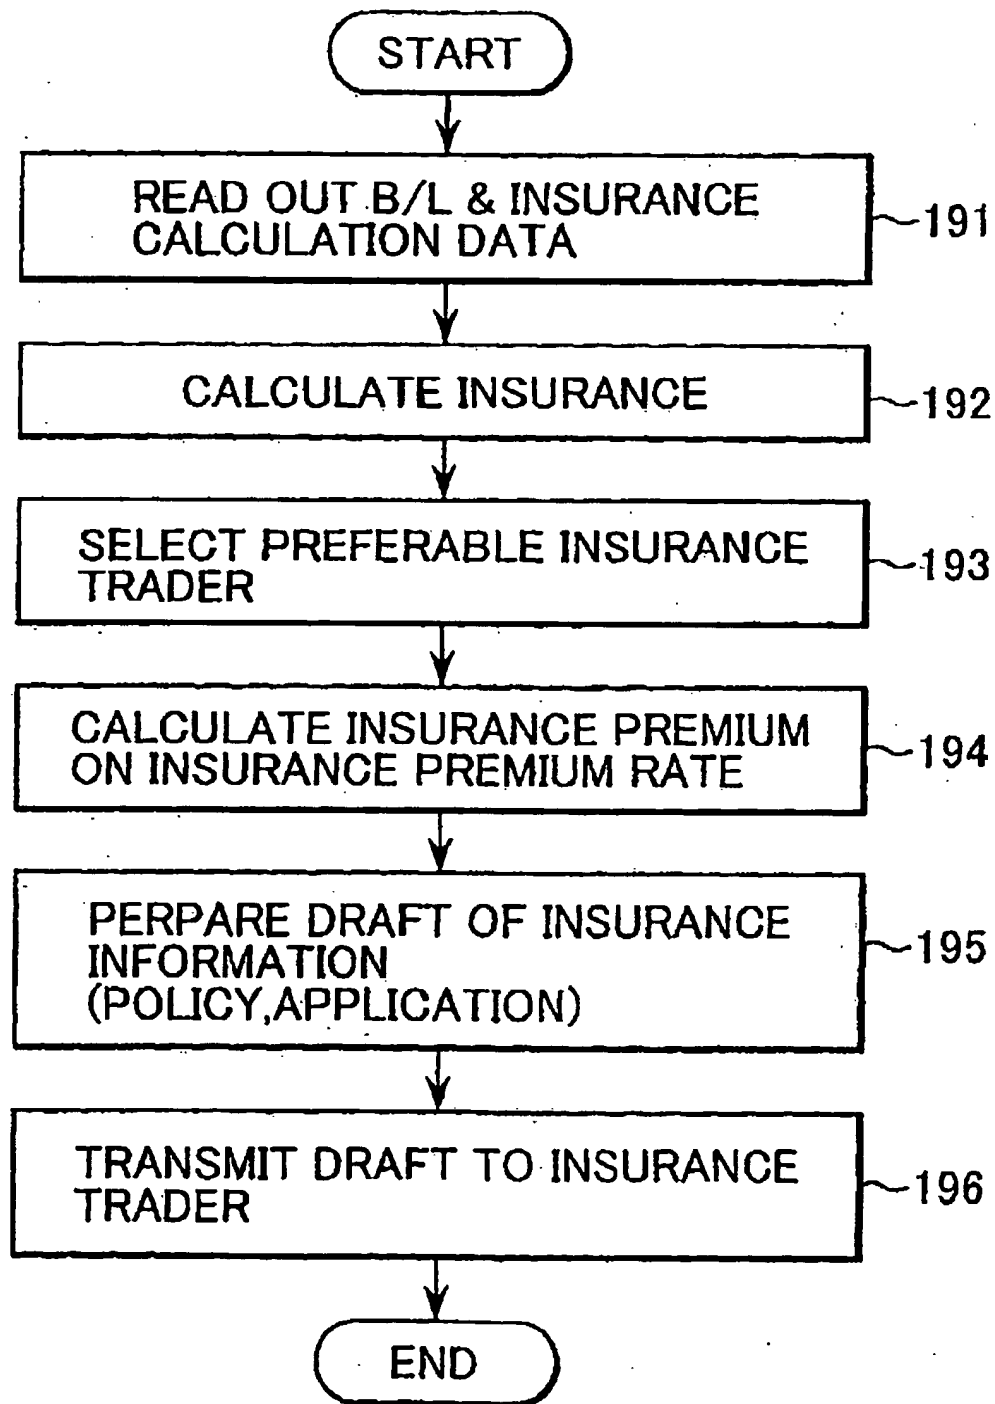 START
READ OUT B/L & INSURANCE
CALCULATION DATA
191
CALCULATE INSURANCE
192
SELECT PREFERABLE INSURANCE
TRADER
193
CALCULATE INSURANCE PREMIUM
ON INSURANCE PREMIUM RATE
194
PERPARE DRAFT OF INSURANCE
INFORMATION
(POLICY,APPLICATION)
195
TRANSMIT DRAFT TO INSURANCE
TRADER
196
END